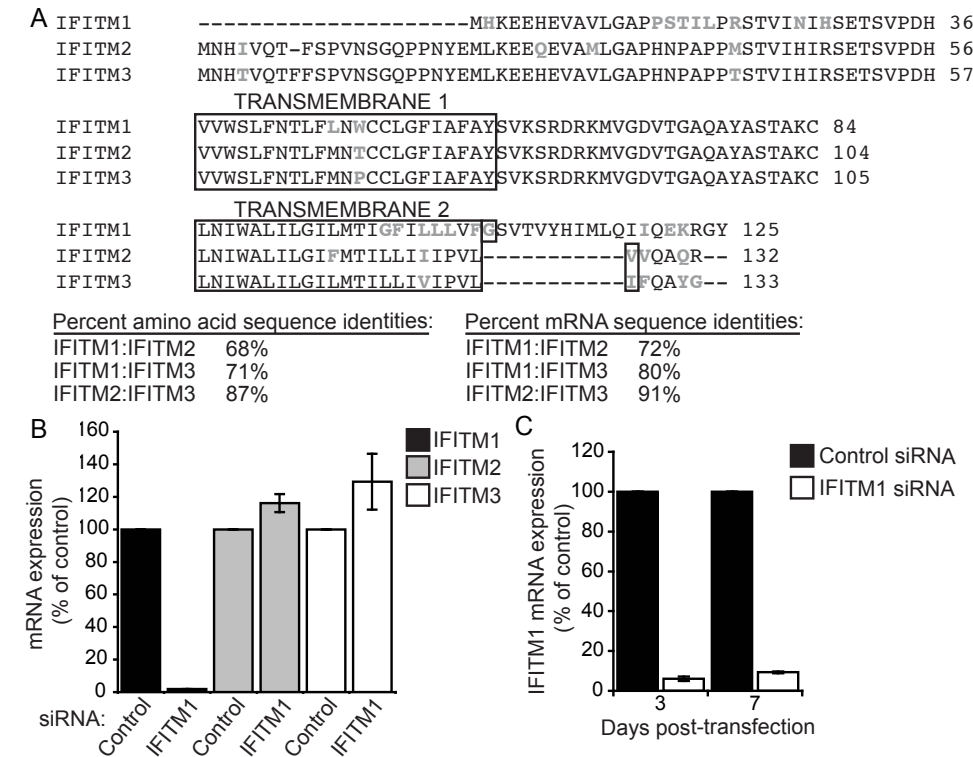 A
IFITM1 --------------------MHKEEHEVAVLGAPPSTILPRSTVINIHSETSVPDH 36
IFITM2 MNHIVQT-FSPVNSGQPPNYEMLKEEQEVAMLGAPHNPAPPMSTVIHIRSETSVPDH 56
IFITM3 MNHTVQTFFSPVNSGQPPNYEMLKEEHEVAVLGAPHNPAPPTSTVIHIRSETSVPDH 57
TRANSMEMBRANE 1
IFITM1 VVWSLFNTLFLNWCCLGFIAFAYSVKSRDRKMVGDVTGAQAYASTAKC 84
IFITM2 VVWSLFNTLFMNTCCLGFIAFAYSVKSRDRKMVGDVTGAQAYASTAKC 104
IFITM3 VVWSLFNTLFMNPCCLGFIAFAYSVKSRDRKMVGDVTGAQAYASTAKC 105
TRANSMEMBRANE 2
IFITM1 LNIWALILGILMTIGFILLLVFGSVTVYHIMLQIIQEKRGY 125
IFITM2 LNIWALILGIFMTILLIIIPVL-----------VVQAQR-- 132
IFITM3 LNIWALILGILMTILLIVIPVL-----------IFQAYG-- 133
Percent amino acid sequence identities:
IFITM1:IFITM2 68%
IFITM1:IFITM3 71%
IFITM2:IFITM3 87%
Percent mRNA sequence identities:
IFITM1:IFITM2 72%
IFITM1:IFITM3 80%
IFITM2:IFITM3 91%
B
mRNA expression
(% of control)
160
140
120
100
80
60
40
20
0
IFITM1
IFITM2
IFITM3
siRNA: Control IFITM1 Control IFITM1 Control IFITM1
C
IFITM1 mRNA expression
(% of control)
120
100
80
60
40
20
0
Control siRNA
IFITM1 siRNA
3 7
Days post-transfection